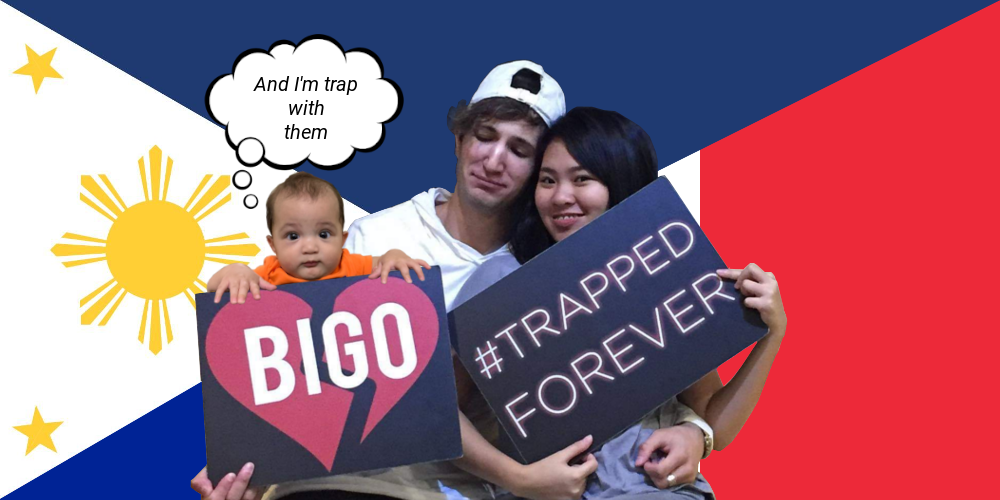 And I'm trap
with
them
BIGO
#TRAPPED
FOREVER